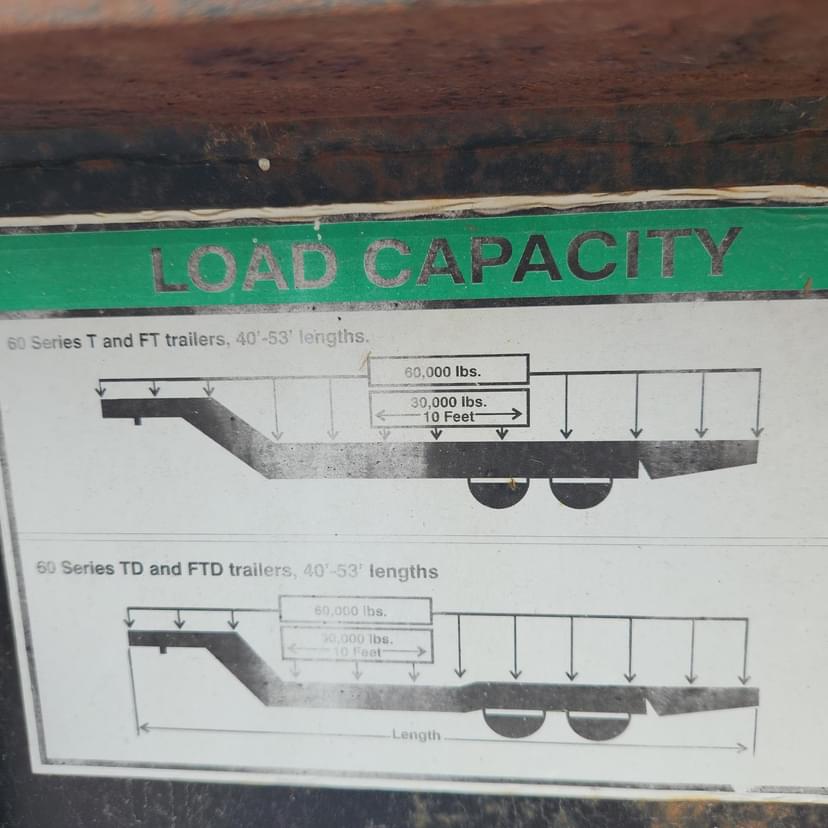 LOAD CAPACITY
60 Series T and FT trailers, 40'-53' lengths.
60,000 lbs.
30,000 lbs.
10 Feet
60 Series TD and FTD trailers, 40'-53' lengths
60,000 lbs.
30,000 lbs.
10 Feet
Length